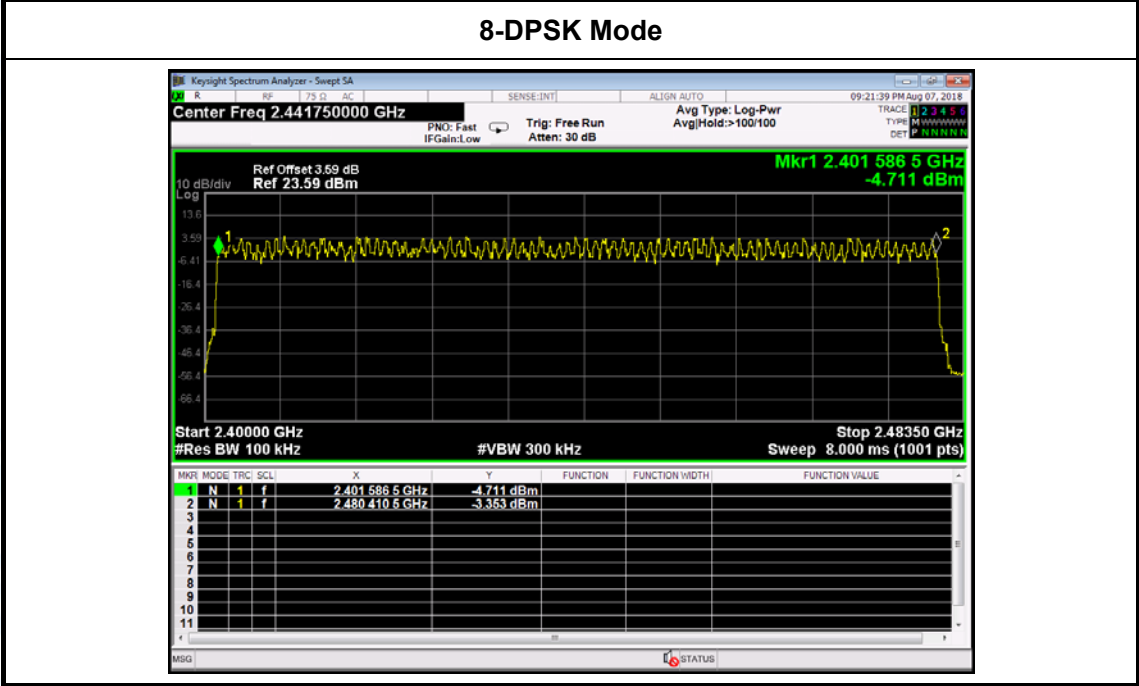 8-DPSK Mode
Keysight Spectrum Analyzer - Swept SA
R RF 75 Ω AC SENSE:INT ALIGN AUTO 09:21:39 PM Aug 07, 2018
Center Freq 2.441750000 GHz
PNO: Fast
IFGain:Low
Trig: Free Run
Atten: 30 dB
Avg Type: Log-Pwr
Avg|Hold:>100/100
TRACE 1 2 3 4 5 6
TYPE M WWWWW
DET P N N N N N
Mkr1 2.401 586 5 GHz
-4.711 dBm
Ref Offset 3.59 dB
10 dB/div Ref 23.59 dBm
Log
13.6
3.59
-6.41
-16.4
-26.4
-36.4
-46.4
-56.4
-66.4
1
2
Start 2.40000 GHz Stop 2.48350 GHz
#Res BW 100 kHz #VBW 300 kHz Sweep 8.000 ms (1001 pts)
MKR MODE TRC SCL X Y FUNCTION FUNCTION WIDTH FUNCTION VALUE
1 N 1 f 2.401 586 5 GHz -4.711 dBm
2 N 1 f 2.480 410 5 GHz -3.353 dBm
3
4
5
6
7
8
9
10
11
MSG STATUS